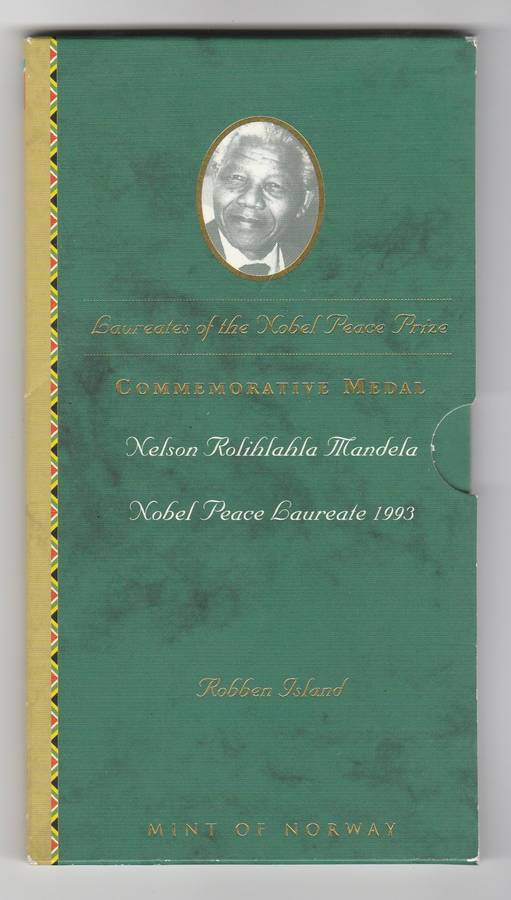 Laureates of the Nobel Peace Prize
COMMEMORATIVE MEDAL
Nelson Rolihlahla Mandela
Nobel Peace Laureate 1993
Robben Island
MINT OF NORWAY